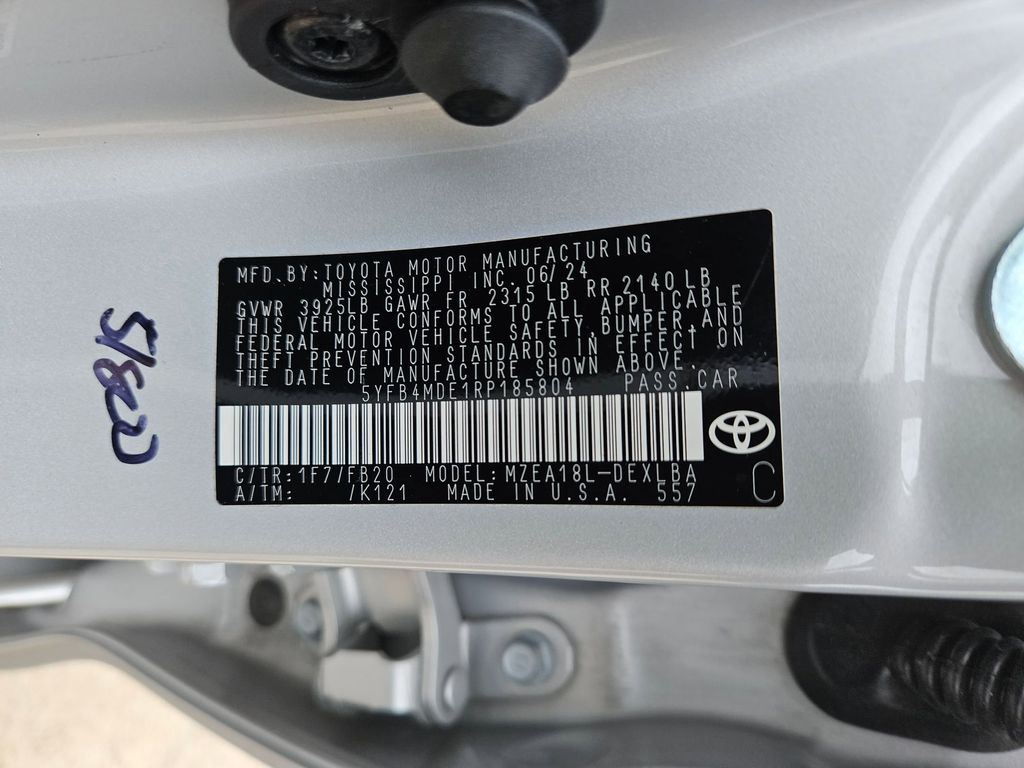 MFD.BY:TOYOTA MOTOR MANUFACTURING
MISSISSIPPI INC.06/24
GVWR 3925LB GAWR FR 2315 LB RR 2140 LB
THIS VEHICLE CONFORMS TO ALL APPLICABLE
FEDERAL MOTOR VEHICLE SAFETY,BUMPER,AND
THEFT PREVENTION STANDARDS IN EFFECT ON
THE DATE OF MANUFACTURE SHOWN ABOVE.
5YFB4MDE1RP185804 PASS.CAR
C/TR:1F7/FB20 MODEL:MZEA18L-DEXLBA
A/TM: /K121 MADE IN U.S.A. 557
C